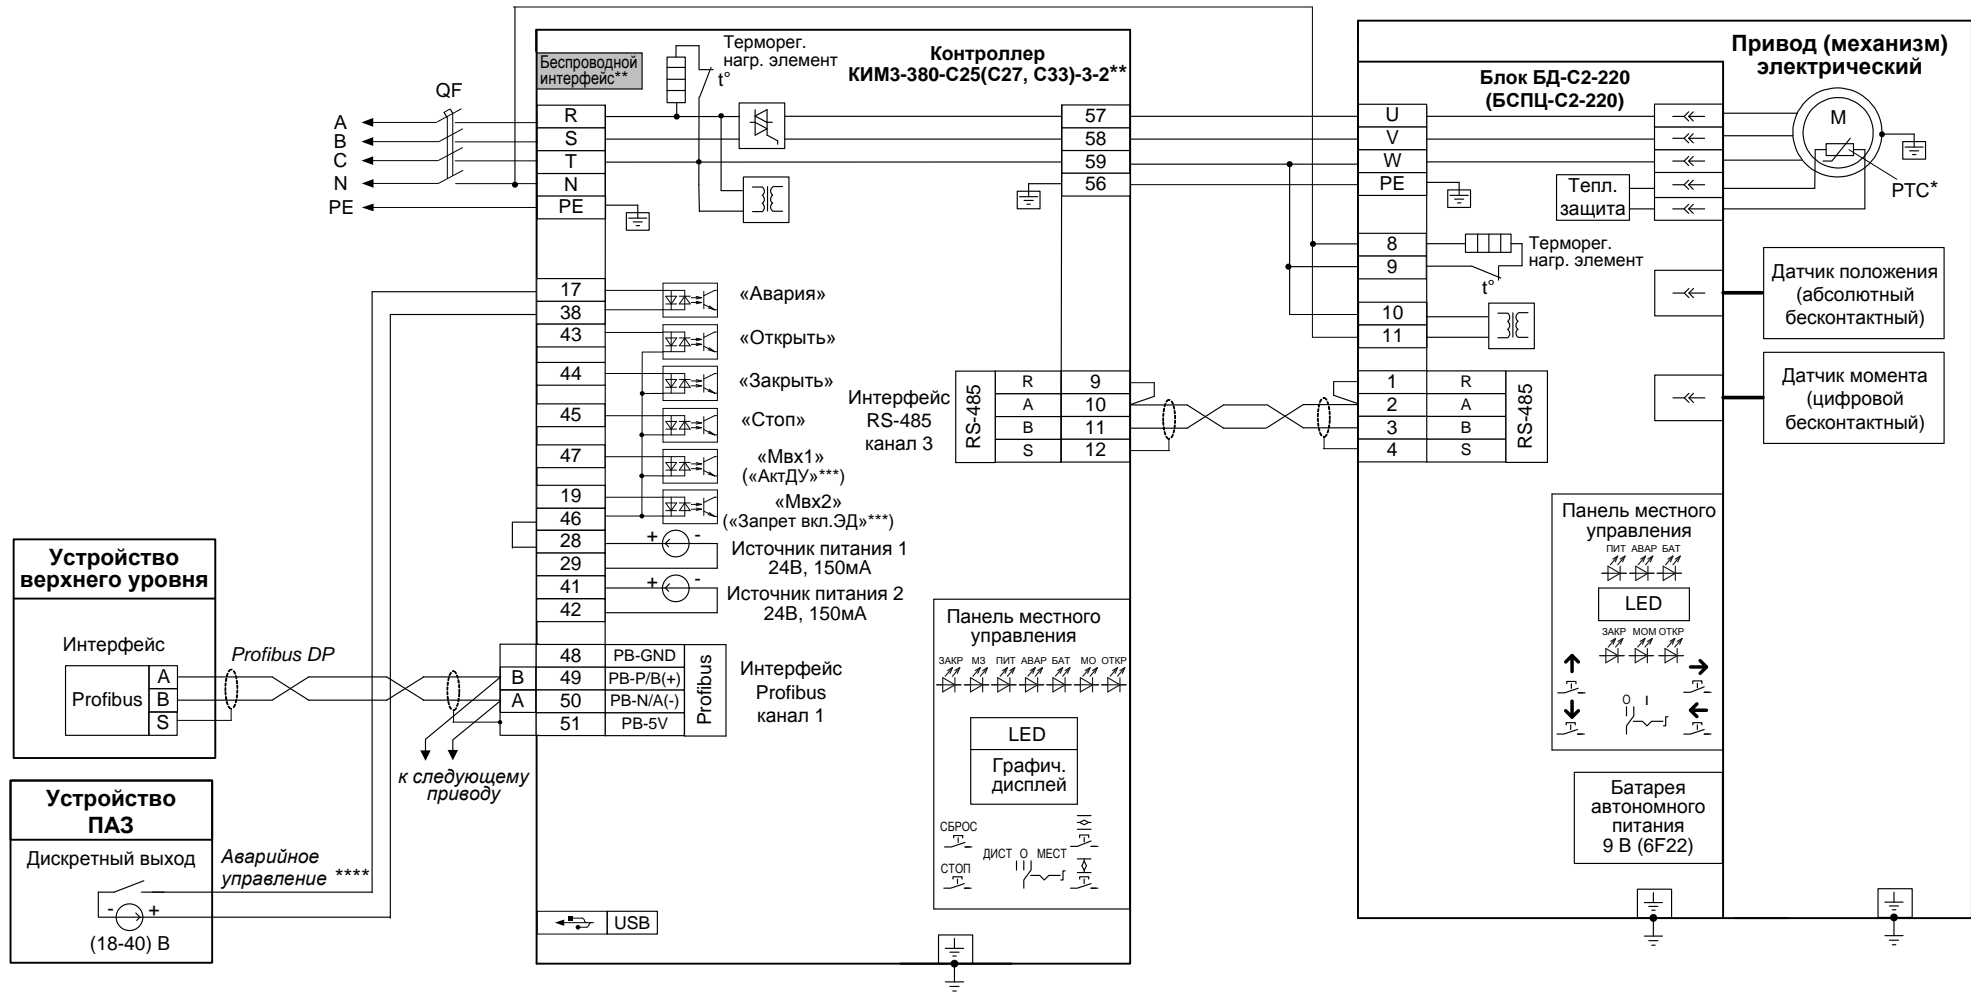 QF
A
B
C
N
PE
Беспроводной
интерфейс**
Терморег.
нагр. элемент
t°
Контроллер
КИМ3-380-С25(С27, С33)-3-2**
R
S
T
N
PE
57
58
59
56
17
38
43
44
45
47
19
46
28
29
41
42
«Авария»
«Открыть»
«Закрыть»
«Стоп»
«Мвх1»
(«АктДУ»***)
«Мвх2»
(«Запрет вкл.ЭД»***)
+ -
Источник питания 1
24В, 150мА
+ -
Источник питания 2
24В, 150мА
B
A
48 PB-GND
49 PB-P/B(+)
50 PB-N/A(-)
51 PB-5V
Profibus
Интерфейс
Profibus
канал 1
Интерфейс
RS-485
канал 3
RS-485
R 9
A 10
B 11
S 12
Панель местного
управления
ЗАКР МЗ ПИТ АВАР БАТ МО ОТКР
LED
Графич.
дисплей
СБРОС
СТОП
ДИСТ О МЕСТ
USB
Устройство
верхнего уровня
Интерфейс
Profibus
A
B
S
Profibus DP
к следующему
приводу
Устройство
ПАЗ
Дискретный выход
- +
(18-40) В
Аварийное
управление ****
Привод (механизм)
электрический
Блок БД-С2-220
(БСПЦ-С2-220)
U
V
W
PE
8
9
10
11
1 R
2 A
3 B
4 S
RS-485
M
PTC*
Тепл.
защита
Терморег.
нагр. элемент
t°
Датчик положения
(абсолютный
бесконтактный)
Датчик момента
(цифровой
бесконтактный)
Панель местного
управления
ПИТ АВАР БАТ
LED
ЗАКР МОМ ОТКР
О I
Батарея
автономного
питания
9 В (6F22)